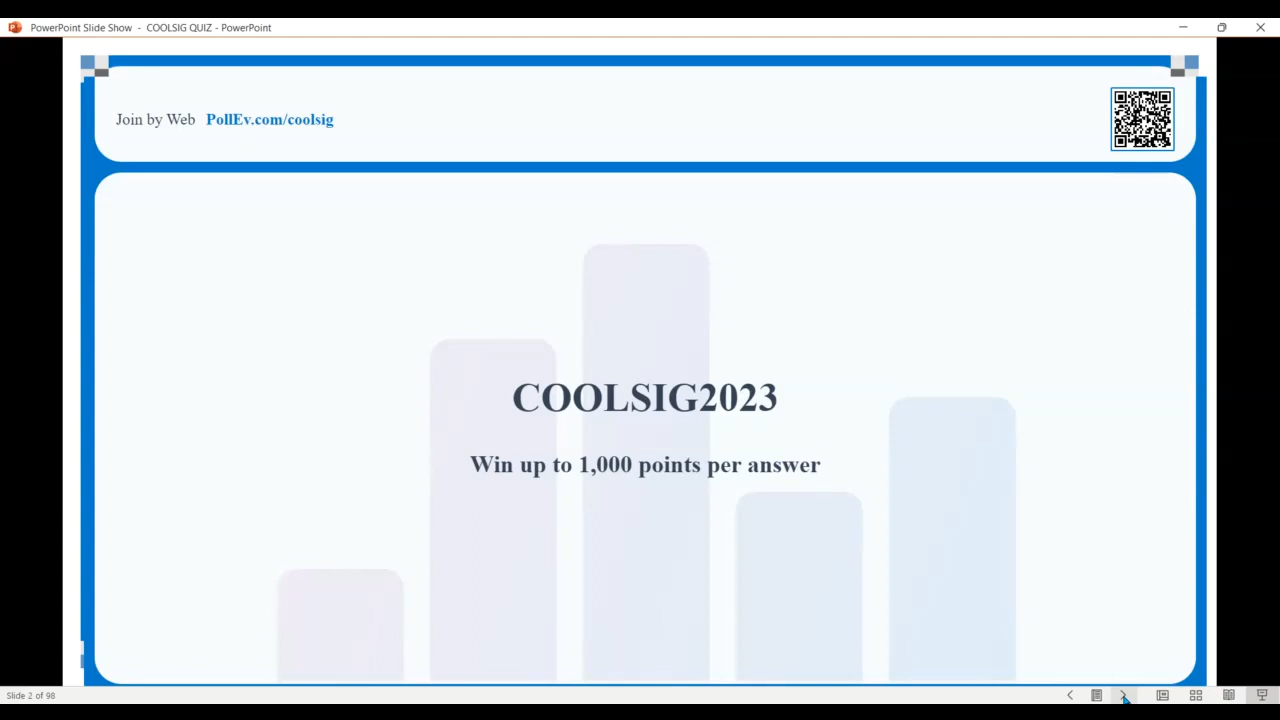 PowerPoint Slide Show - COOLSIG QUIZ - PowerPoint
Join by Web PollEv.com/coolsig
COOLSIG2023
Win up to 1,000 points per answer
Slide 2 of 98